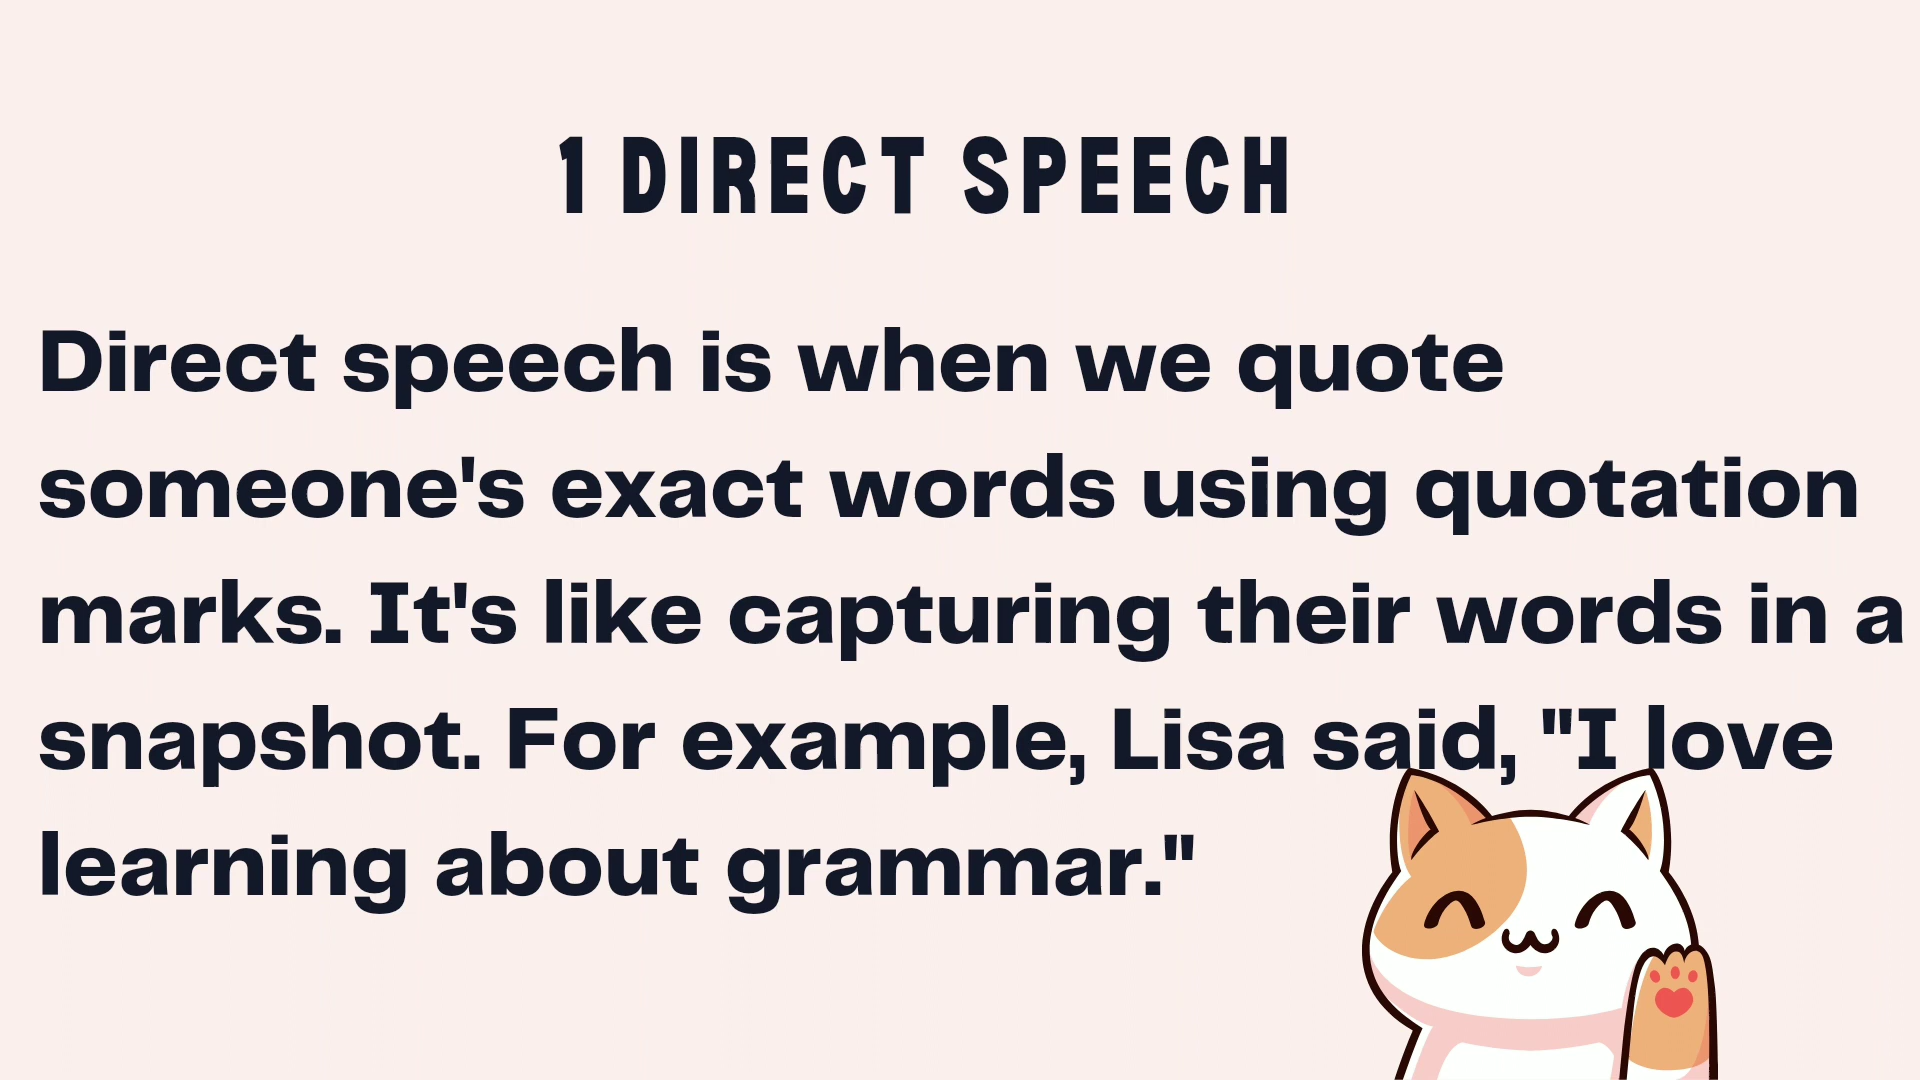 1 DIRECT SPEECH
Direct speech is when we quote
someone's exact words using quotation
marks. It's like capturing their words in a
snapshot. For example, Lisa said, "I love
learning about grammar."